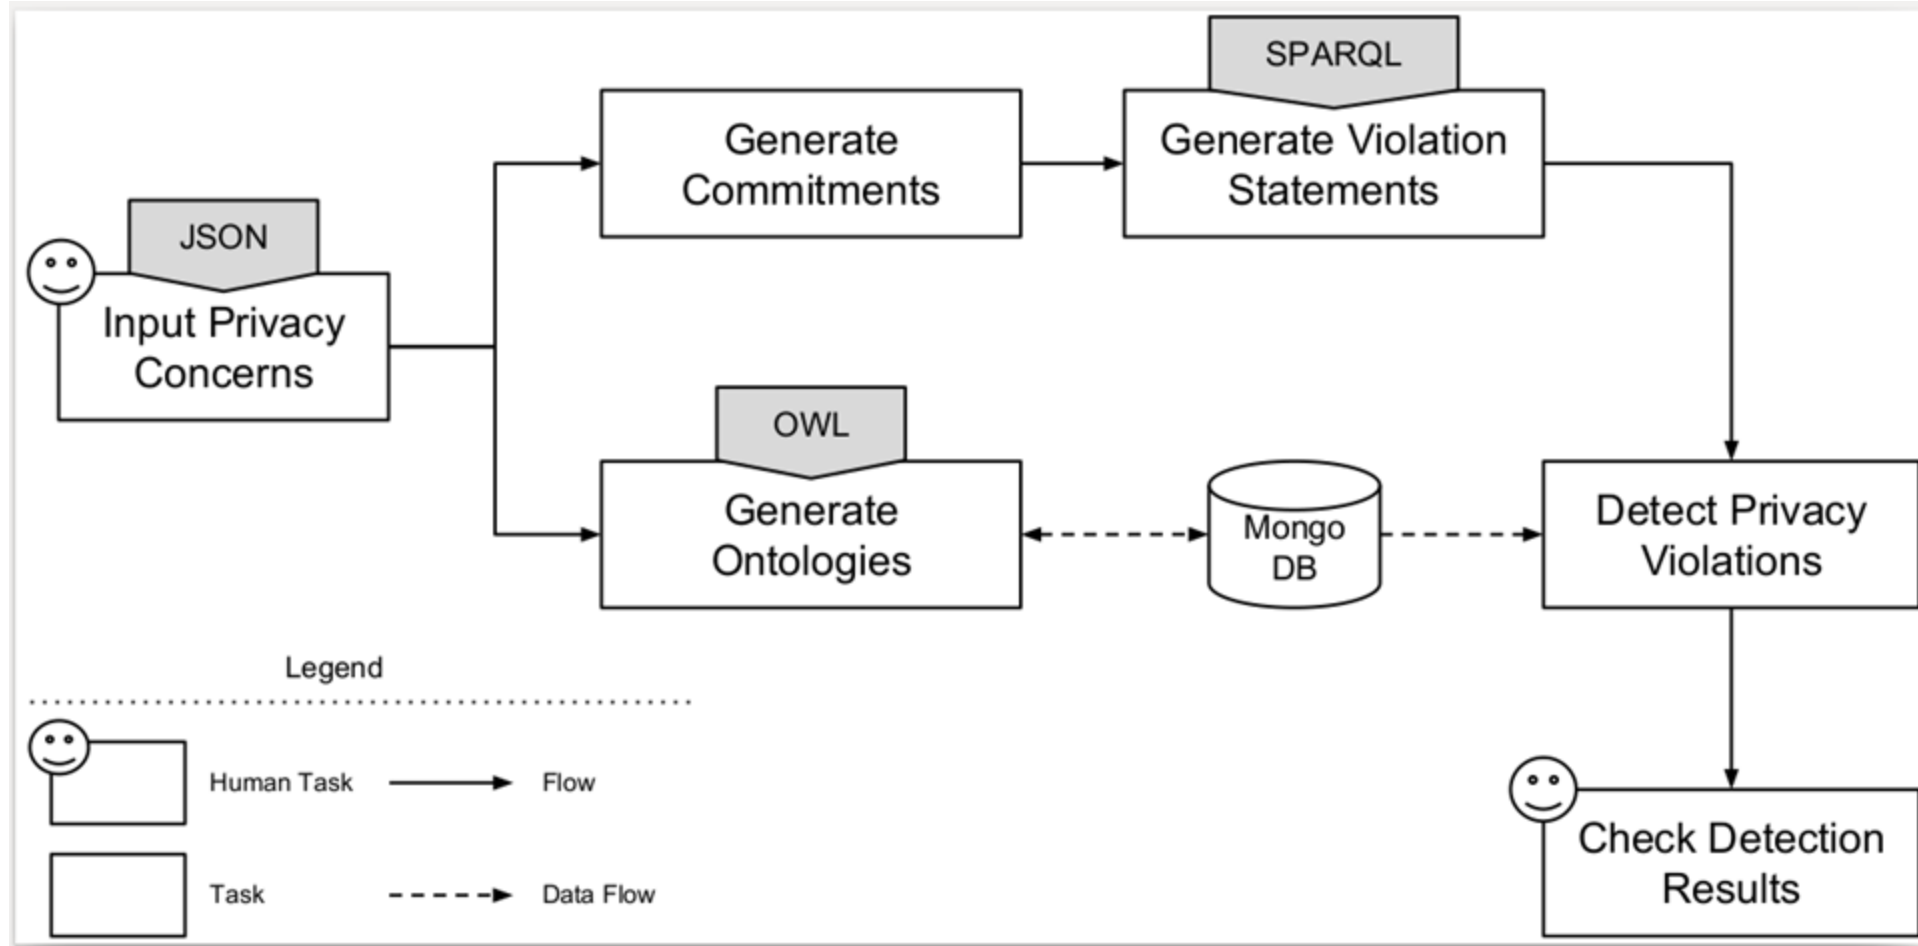 SPARQL
Generate
Commitments
Generate Violation
Statements
JSON
Input Privacy
Concerns
OWL
Generate
Ontologies
Mongo
DB
Detect Privacy
Violations
Legend
Human Task
Flow
Task
Data Flow
Check Detection
Results